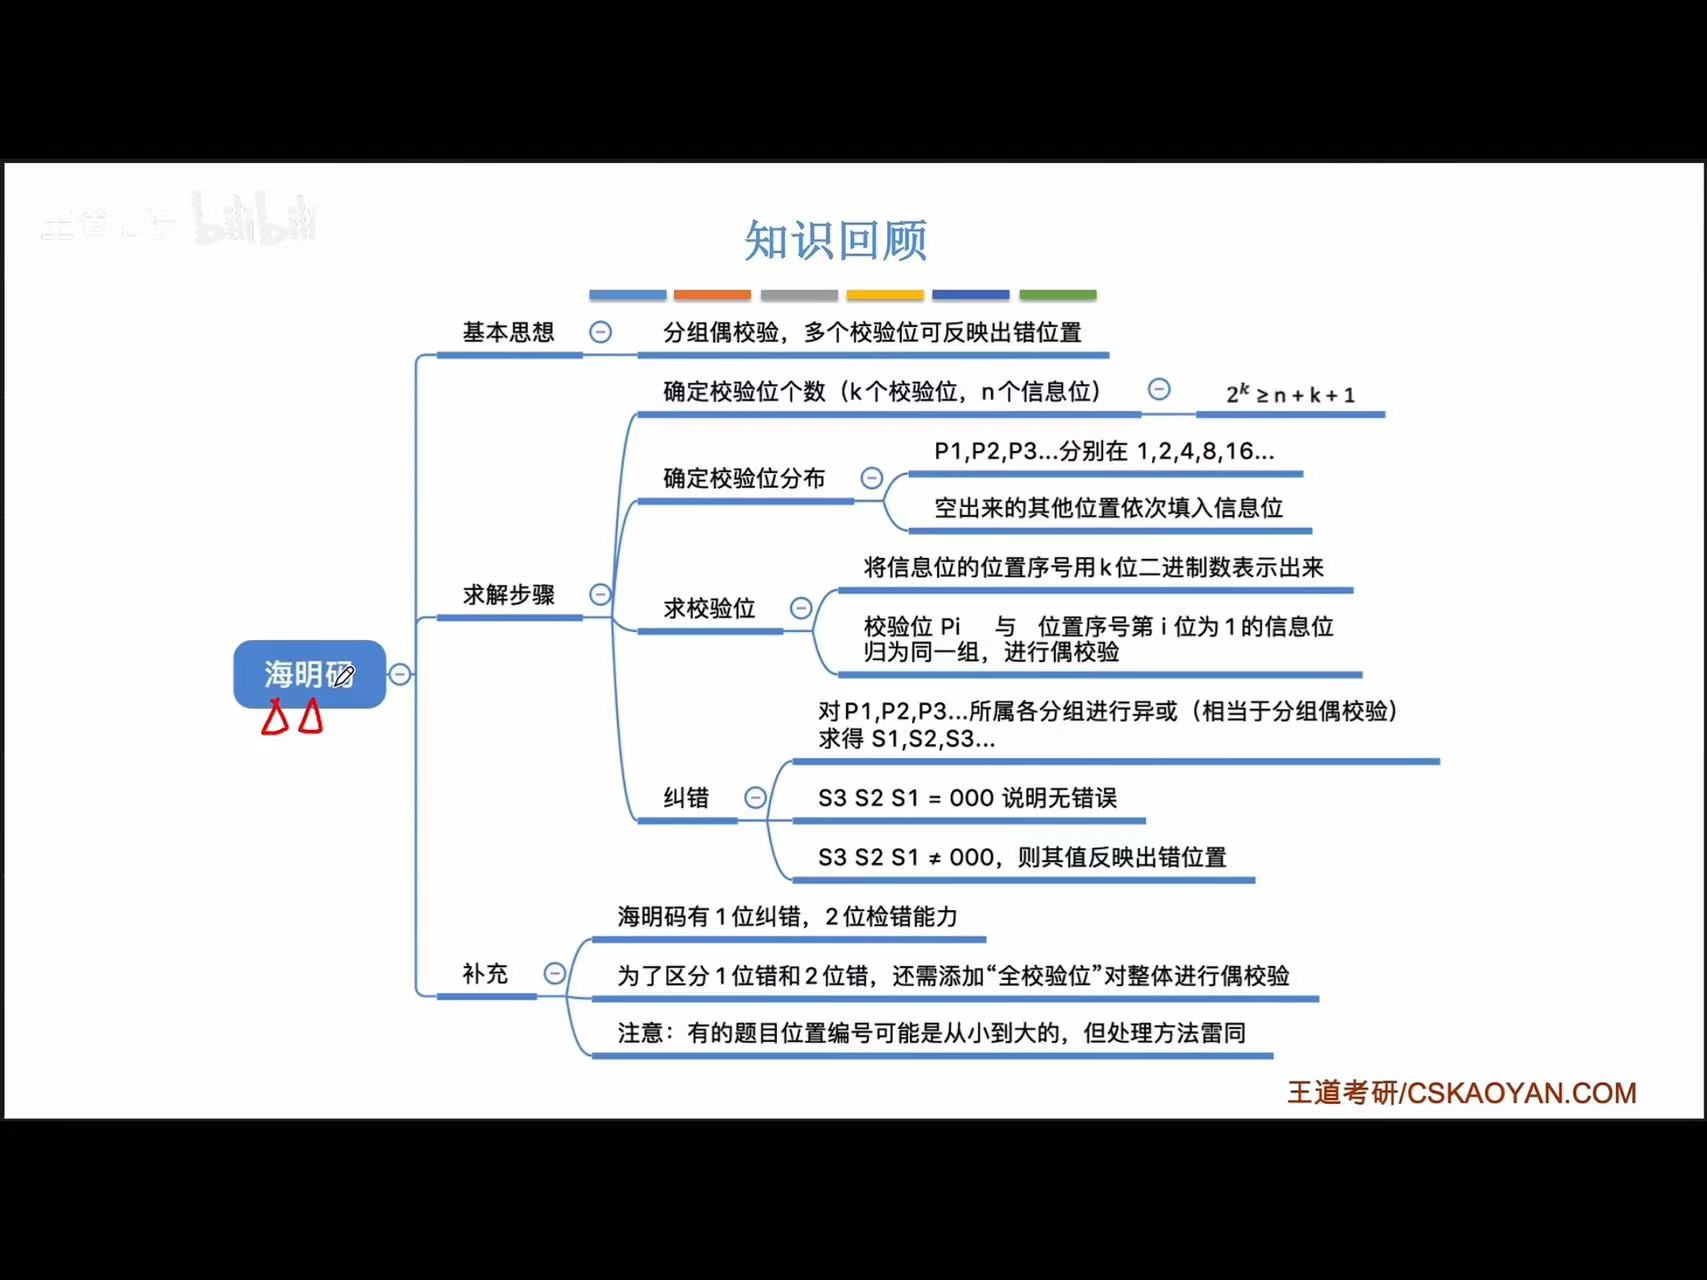 bilibili
知识回顾
基本思想
分组偶校验，多个校验位可反映出错位置
确定校验位个数（k个校验位，n个信息位）
2^k ≥ n + k + 1
确定校验位分布
P1,P2,P3...分别在 1,2,4,8,16...
空出来的其他位置依次填入信息位
求解步骤
求校验位
将信息位的位置序号用k位二进制数表示出来
校验位 Pi 与 位置序号第 i 位为 1 的信息位
归为同一组，进行偶校验
海明码
纠错
对P1,P2,P3...所属各分组进行异或（相当于分组偶校验）
求得 S1,S2,S3...
S3 S2 S1 = 000 说明无错误
S3 S2 S1 ≠ 000，则其值反映出错位置
补充
海明码有 1 位纠错，2 位检错能力
为了区分 1 位错和 2 位错，还需添加“全校验位”对整体进行偶校验
注意：有的题目位置编号可能是从小到大的，但处理方法雷同
王道考研/CSKAOYAN.COM